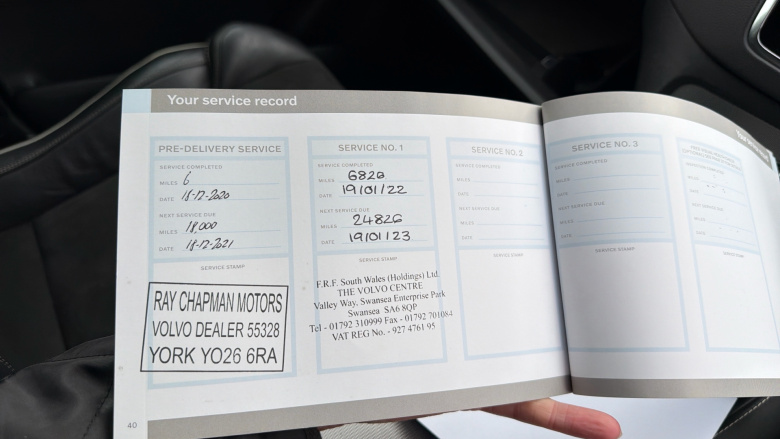 Your service record
PRE-DELIVERY SERVICE
SERVICE COMPLETED
MILES 6
DATE 18-12-2020
NEXT SERVICE DUE
MILES 18,000
DATE 18-12-2021
SERVICE STAMP
RAY CHAPMAN MOTORS
VOLVO DEALER 55328
YORK YO26 6RA
SERVICE NO. 1
SERVICE COMPLETED
MILES 6826
DATE 19/01/22
NEXT SERVICE DUE
MILES 24826
DATE 19/01/23
SERVICE STAMP
F.R.F. South Wales (Holdings) Ltd.
THE VOLVO CENTRE
Valley Way, Swansea Enterprise Park
Swansea SA6 8QP
Tel - 01792 310999 Fax - 01792 701084
VAT REG No. - 927 4761 95
SERVICE NO. 2
SERVICE COMPLETED
MILES
DATE
NEXT SERVICE DUE
MILES
DATE
SERVICE STAMP
SERVICE NO. 3
SERVICE COMPLETED
MILES
DATE
NEXT SERVICE DUE
MILES
DATE
SERVICE STAMP
40